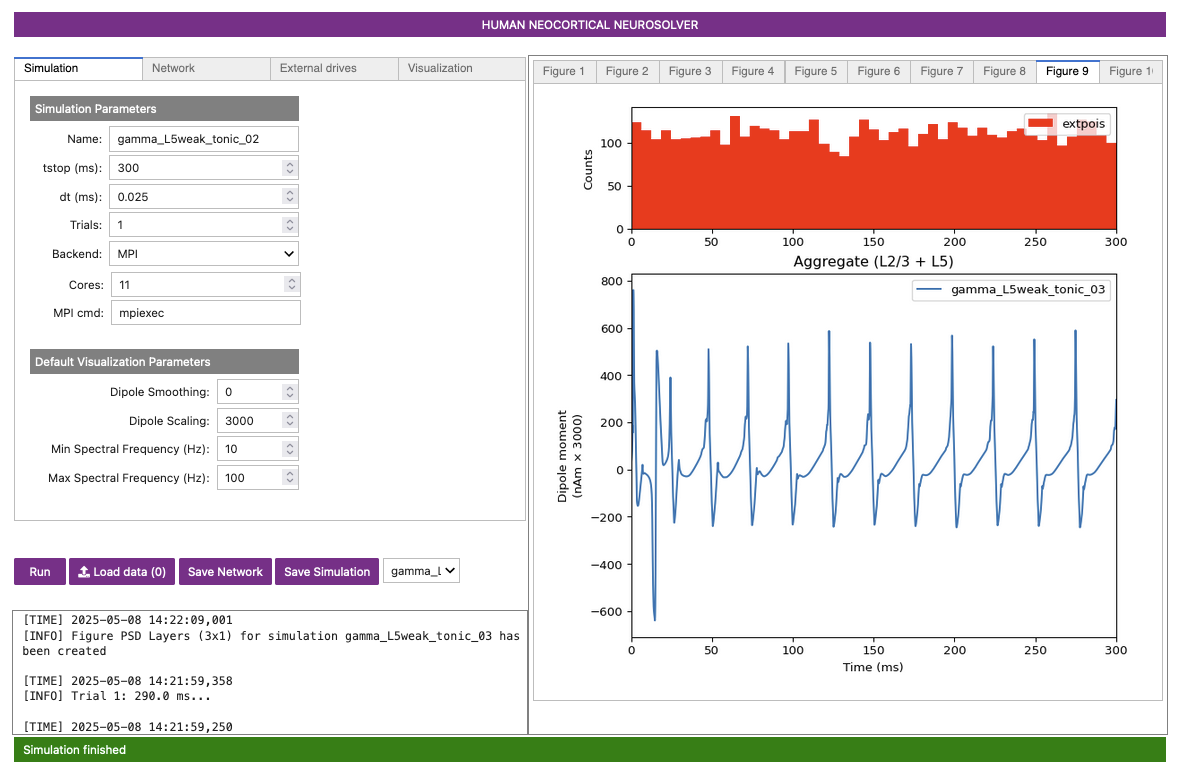 HUMAN NEOCORTICAL NEUROSOLVER
Simulation
Network
External drives
Visualization
Simulation Parameters
Name: gamma_L5weak_tonic_02
tstop (ms): 300
dt (ms): 0.025
Trials: 1
Backend: MPI
Cores: 11
MPI cmd: mpiexec
Default Visualization Parameters
Dipole Smoothing: 0
Dipole Scaling: 3000
Min Spectral Frequency (Hz): 10
Max Spectral Frequency (Hz): 100
Run
Load data (0)
Save Network
Save Simulation
gamma_L
[TIME] 2025-05-08 14:22:09,001
[INFO] Figure PSD Layers (3x1) for simulation gamma_L5weak_tonic_03 has
been created
[TIME] 2025-05-08 14:21:59,358
[INFO] Trial 1: 290.0 ms...
[TIME] 2025-05-08 14:21:59,250
Figure 1
Figure 2
Figure 3
Figure 4
Figure 5
Figure 6
Figure 7
Figure 8
Figure 9
Figure 1
extpois
Counts
100
50
0
0 50 100 150 200 250 300
Aggregate (L2/3 + L5)
gamma_L5weak_tonic_03
Dipole moment
(nAm × 3000)
800
600
400
200
0
−200
−400
−600
0 50 100 150 200 250 300
Time (ms)
Simulation finished